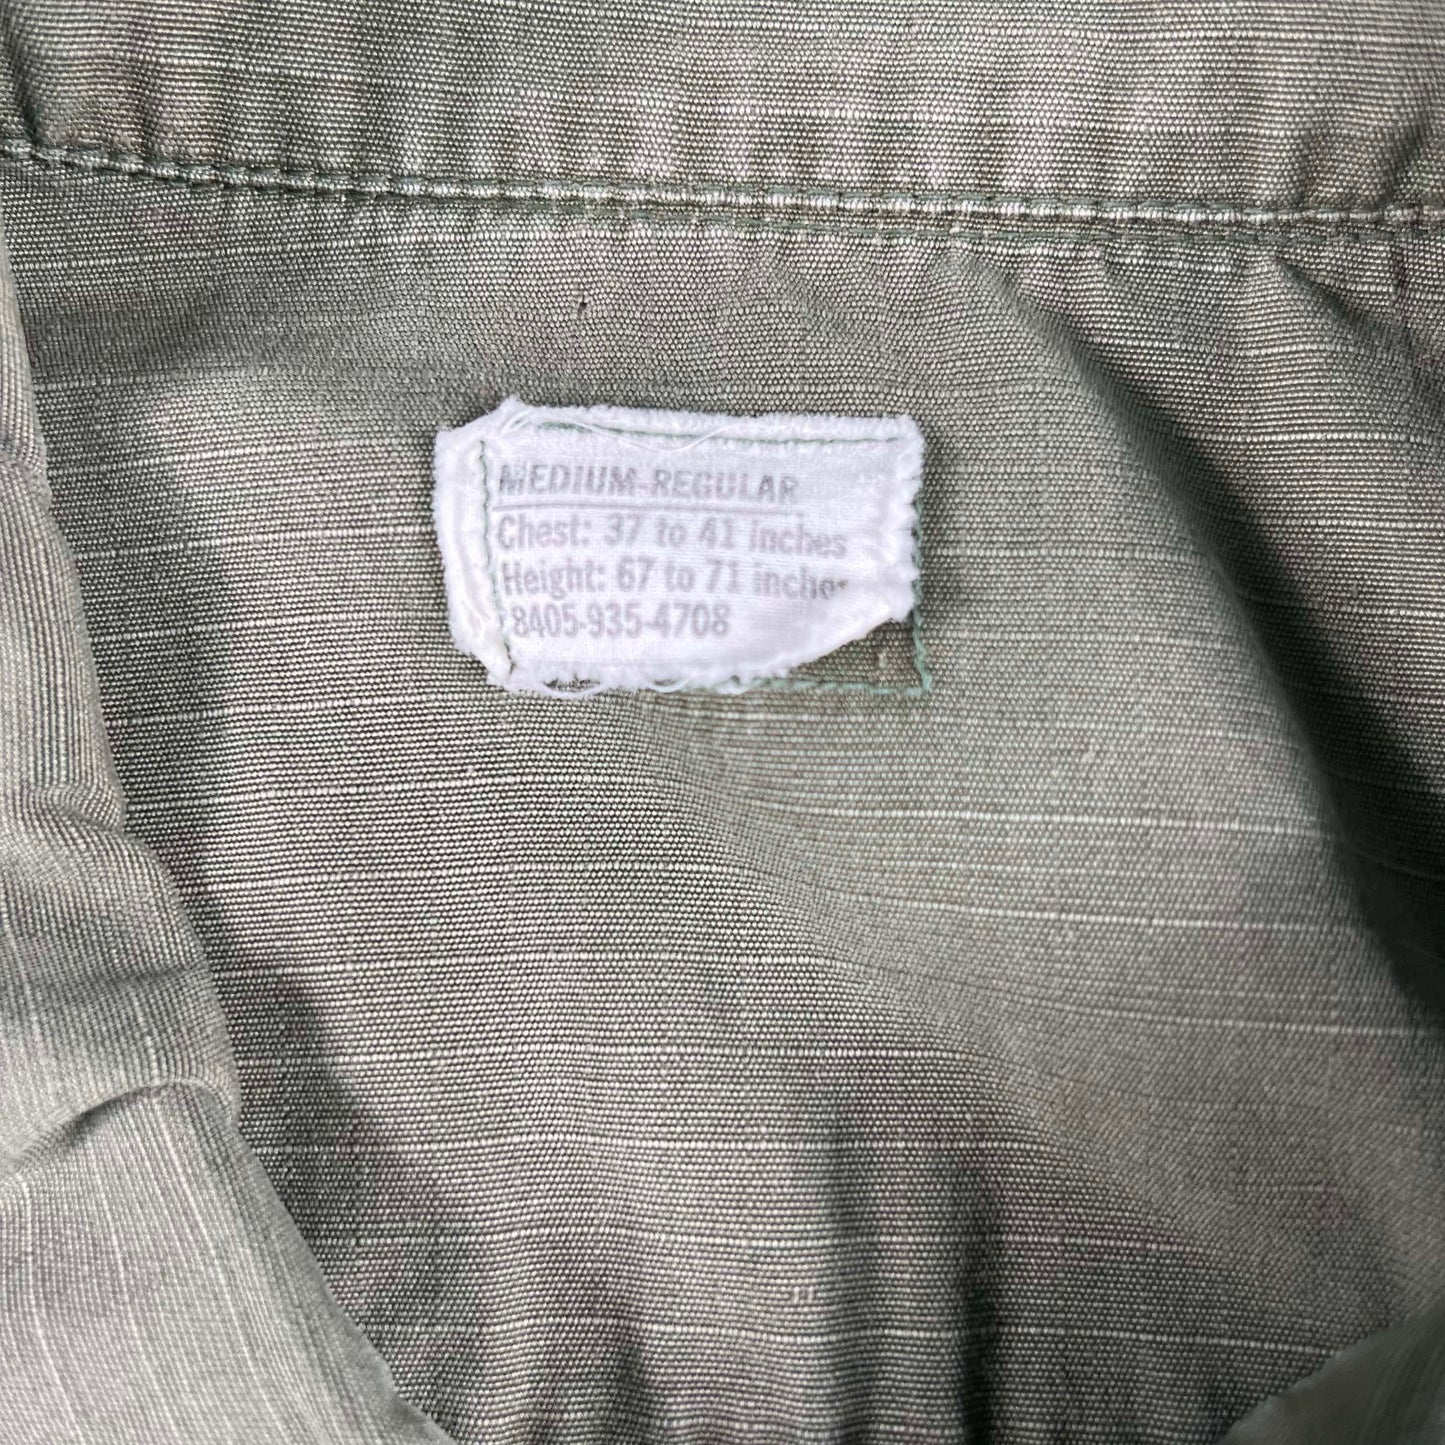 MEDIUM-REGULAR
Chest: 37 to 41 inches
Height: 67 to 71 inches
8405-935-4708